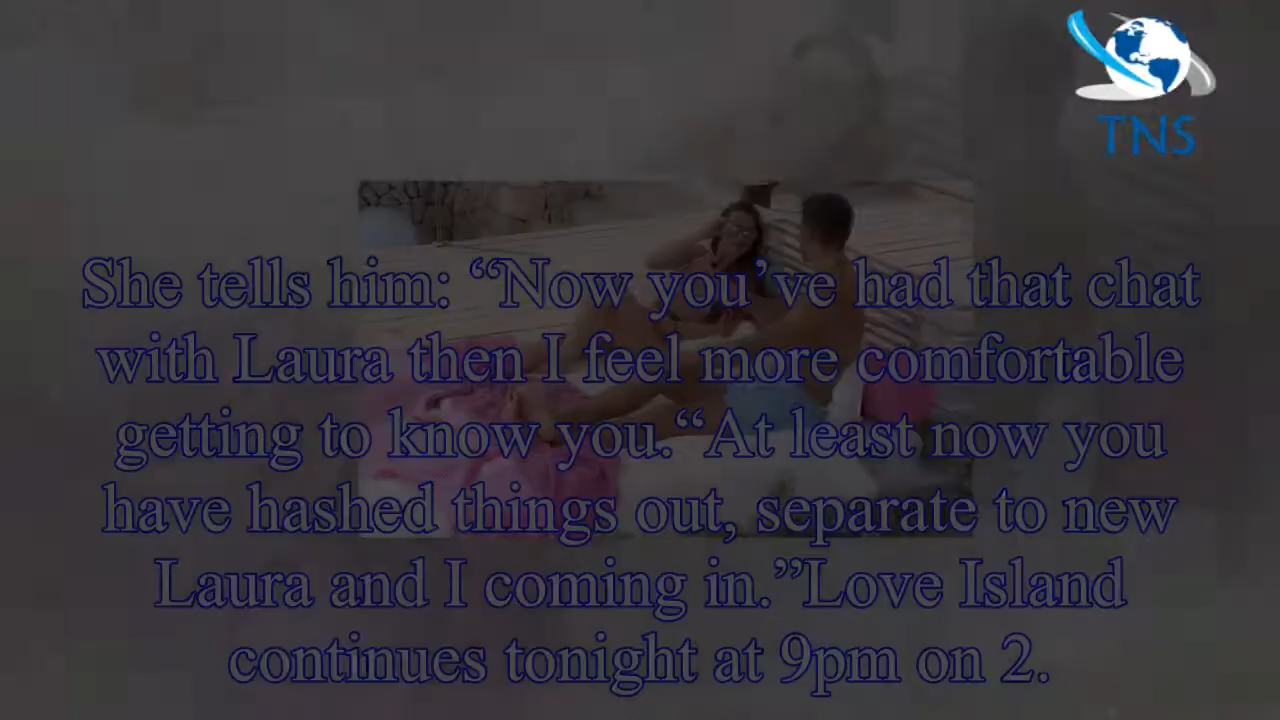 TNS
She tells him: “Now you’ve had that chat
with Laura then I feel more comfortable
getting to know you.“At least now you
have hashed things out, separate to new
Laura and I coming in.”Love Island
continues tonight at 9pm on 2.